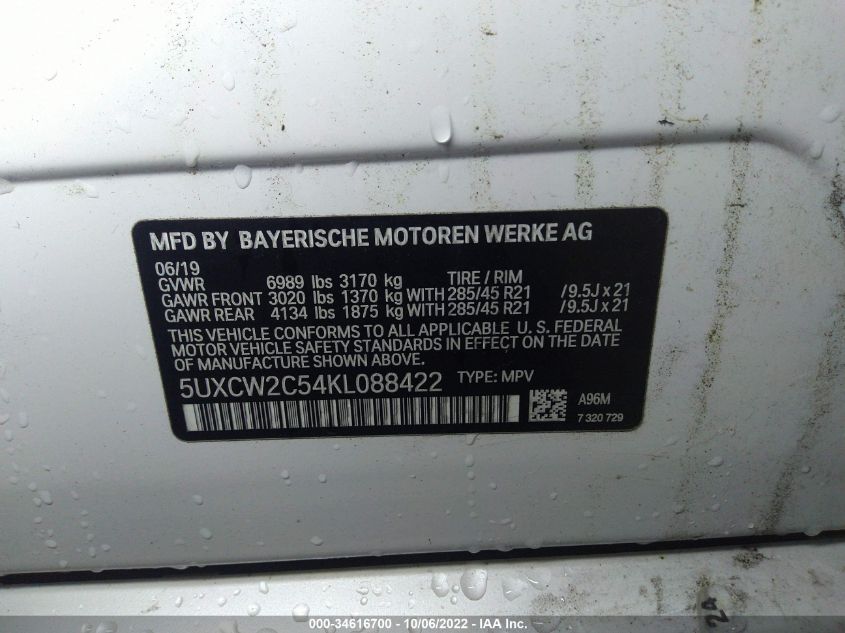 MFD BY BAYERISCHE MOTOREN WERKE AG
06/19
GVWR 6989 lbs 3170 kg TIRE / RIM
GAWR FRONT 3020 lbs 1370 kg WITH 285/45 R21 / 9.5J x 21
GAWR REAR 4134 lbs 1875 kg WITH 285/45 R21 / 9.5J x 21
THIS VEHICLE CONFORMS TO ALL APPLICABLE U. S. FEDERAL
MOTOR VEHICLE SAFETY STANDARDS IN EFFECT ON THE DATE
OF MANUFACTURE SHOWN ABOVE.
5UXCW2C54KL088422 TYPE: MPV
A96M
7 320 729
000-34616700 - 10/06/2022 - IAA Inc.